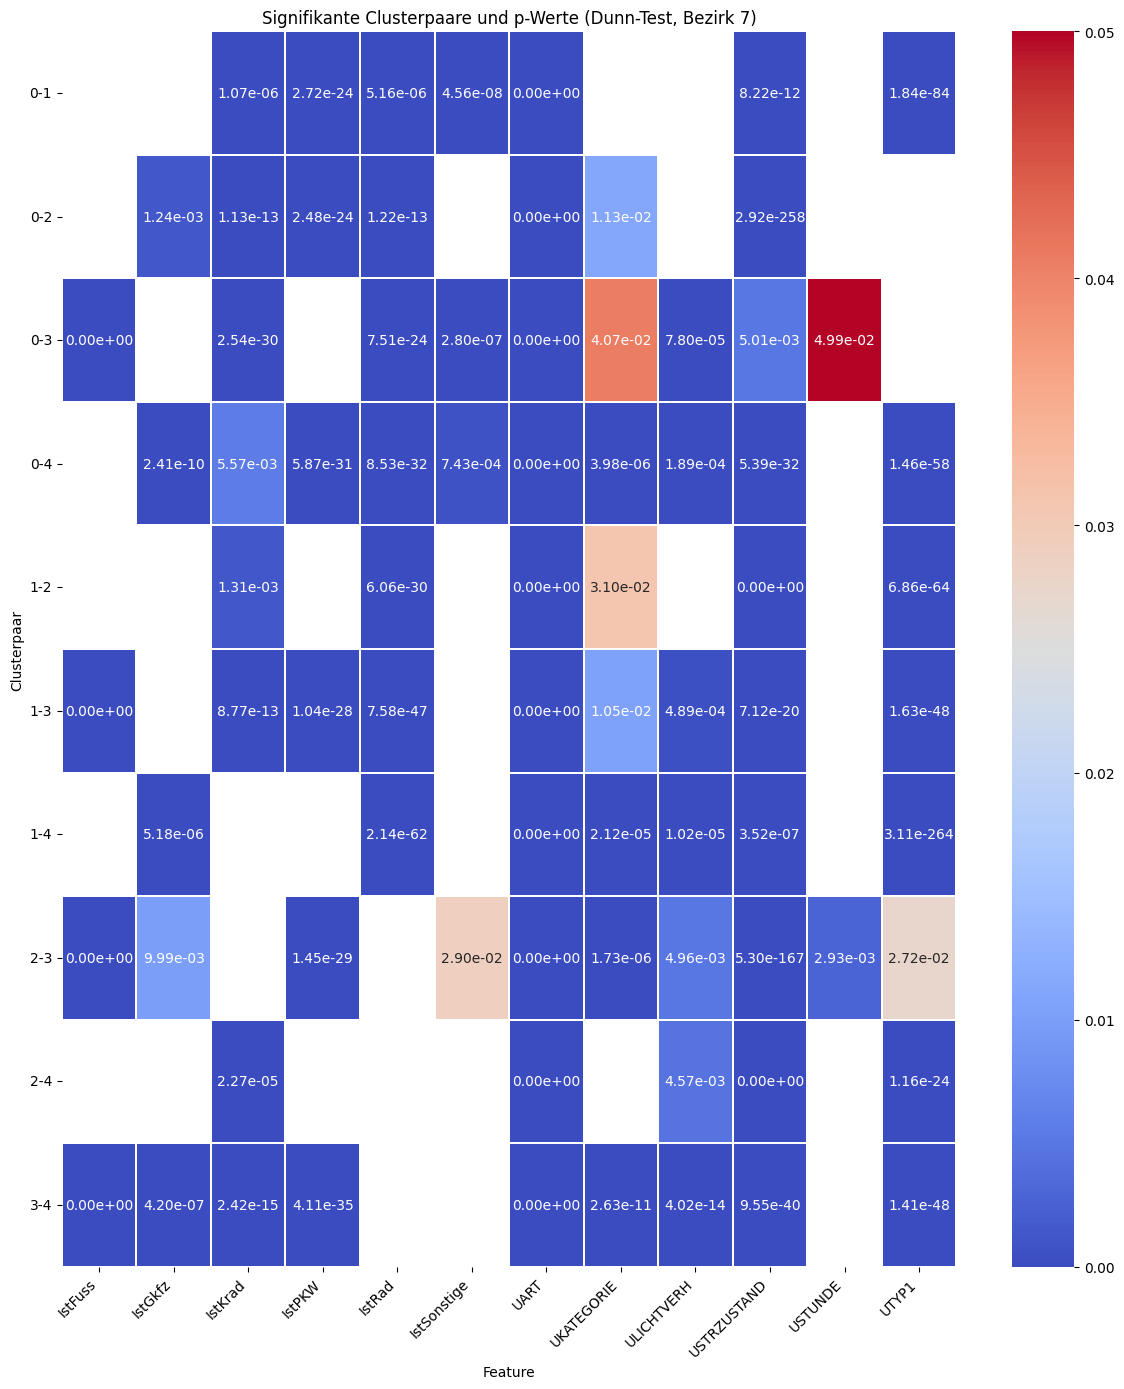 Signifikante Clusterpaare und p-Werte (Dunn-Test, Bezirk 7)
0-1 1.07e-06 2.72e-24 5.16e-06 4.56e-08 0.00e+00 8.22e-12 1.84e-84
0-2 1.24e-03 1.13e-13 2.48e-24 1.22e-13 0.00e+00 1.13e-02 2.92e-258
0-3 0.00e+00 2.54e-30 7.51e-24 2.80e-07 0.00e+00 4.07e-02 7.80e-05 5.01e-03 4.99e-02
0-4 2.41e-10 5.57e-03 5.87e-31 8.53e-32 7.43e-04 0.00e+00 3.98e-06 1.89e-04 5.39e-32 1.46e-58
1-2 1.31e-03 6.06e-30 0.00e+00 3.10e-02 0.00e+00 6.86e-64
1-3 0.00e+00 8.77e-13 1.04e-28 7.58e-47 0.00e+00 1.05e-02 4.89e-04 7.12e-20 1.63e-48
1-4 5.18e-06 2.14e-62 0.00e+00 2.12e-05 1.02e-05 3.52e-07 3.11e-264
2-3 0.00e+00 9.99e-03 1.45e-29 2.90e-02 0.00e+00 1.73e-06 4.96e-03 5.30e-167 2.93e-03 2.72e-02
2-4 2.27e-05 0.00e+00 4.57e-03 0.00e+00 1.16e-24
3-4 0.00e+00 4.20e-07 2.42e-15 4.11e-35 0.00e+00 2.63e-11 4.02e-14 9.55e-40 1.41e-48
Clusterpaar
IstFuss IstGkfz IstKrad IstPKW IstRad IstSonstige UART UKATEGORIE ULICHTVERH USTRZUSTAND USTUNDE UTYP1
Feature
0.05
0.04
0.03
0.02
0.01
0.00